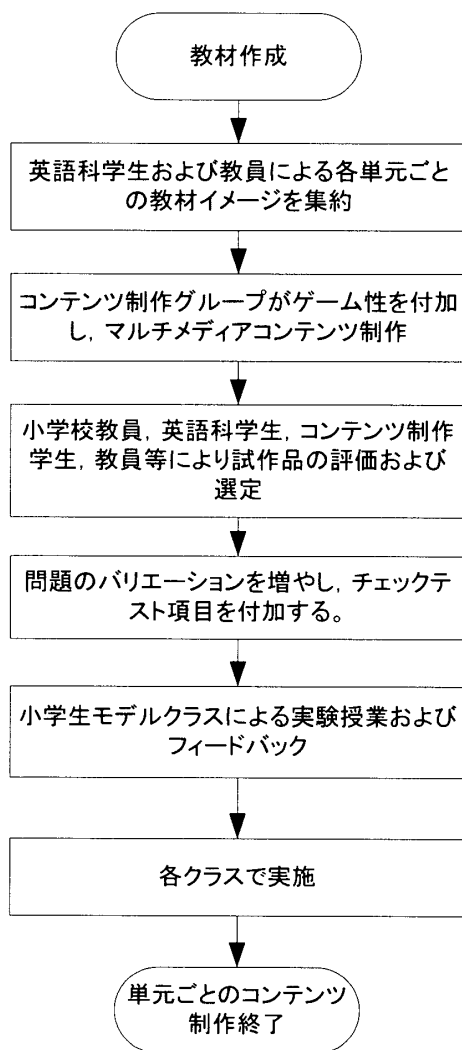 教材作成
英語科学生および教員による各単元ごと
の教材イメージを集約
コンテンツ制作グループがゲーム性を付加
し，マルチメディアコンテンツ制作
小学校教員，英語科学生，コンテンツ制作
学生，教員等により試作品の評価および
選定
問題のバリエーションを増やし，チェックテ
スト項目を付加する。
小学生モデルクラスによる実験授業および
フィードバック
各クラスで実施
単元ごとのコンテンツ
制作終了